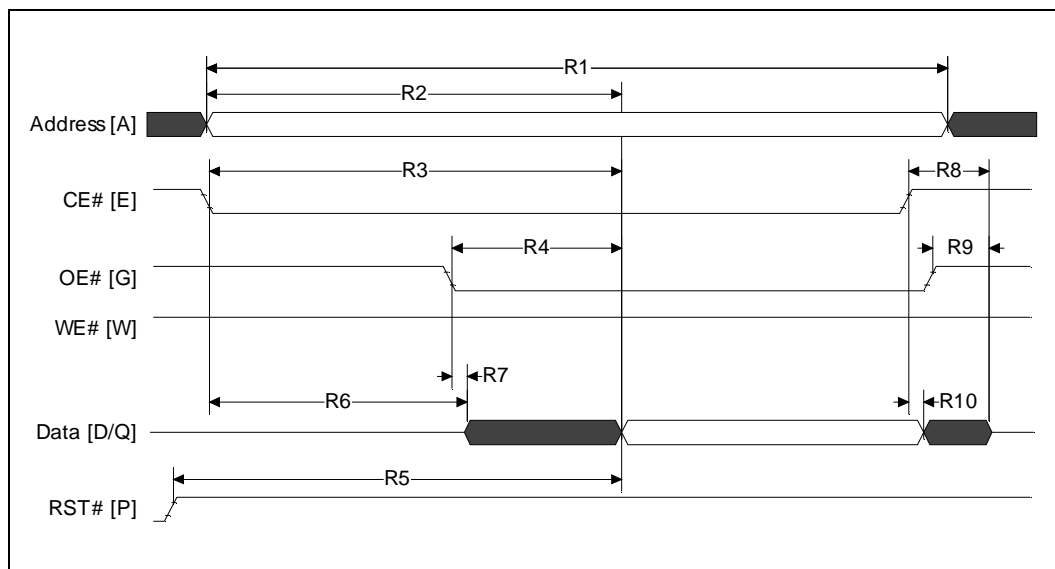 R1
R2
Address [A]
R3
R8
CE# [E]
R4
R9
OE# [G]
WE# [W]
R7
R6
R10
Data [D/Q]
R5
RST# [P]